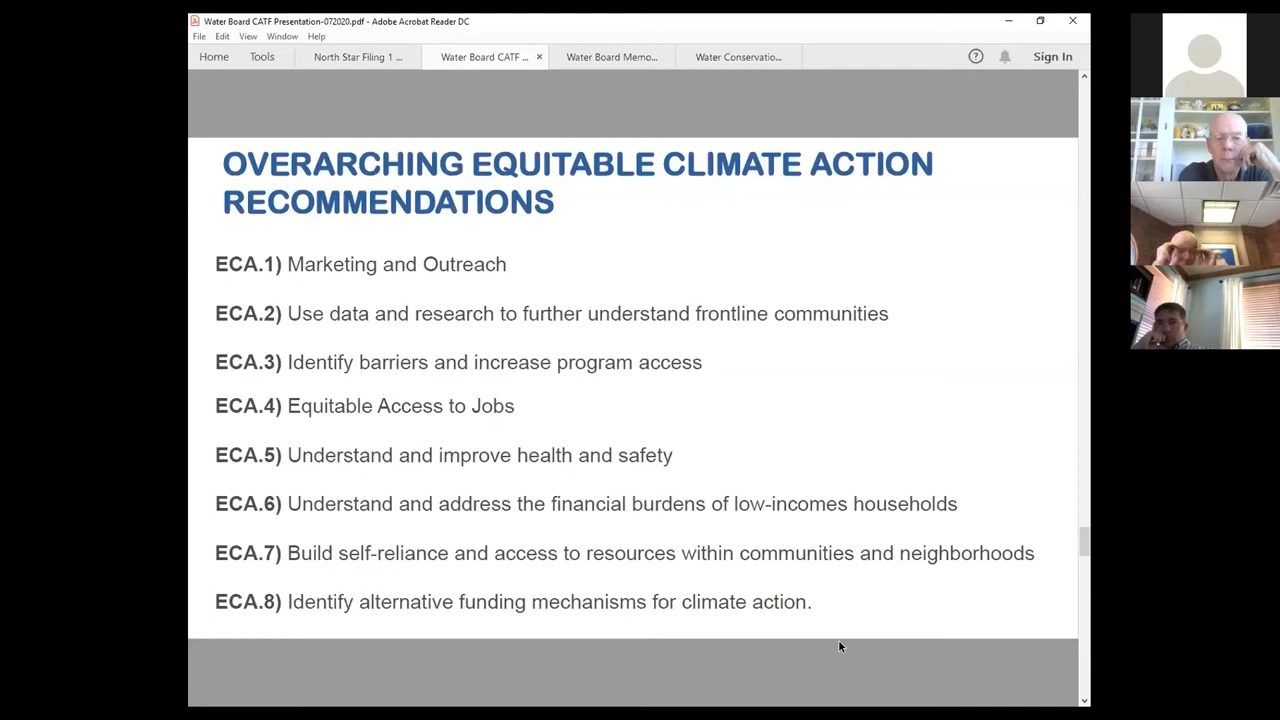 Water Board CATF Presentation-072020.pdf - Adobe Acrobat Reader DC
File Edit View Window Help
Home Tools North Star Filing 1 ... Water Board CATF ... × Water Board Memo... Water Conservatio... ? Sign In
OVERARCHING EQUITABLE CLIMATE ACTION
RECOMMENDATIONS
ECA.1) Marketing and Outreach
ECA.2) Use data and research to further understand frontline communities
ECA.3) Identify barriers and increase program access
ECA.4) Equitable Access to Jobs
ECA.5) Understand and improve health and safety
ECA.6) Understand and address the financial burdens of low-incomes households
ECA.7) Build self-reliance and access to resources within communities and neighborhoods
ECA.8) Identify alternative funding mechanisms for climate action.